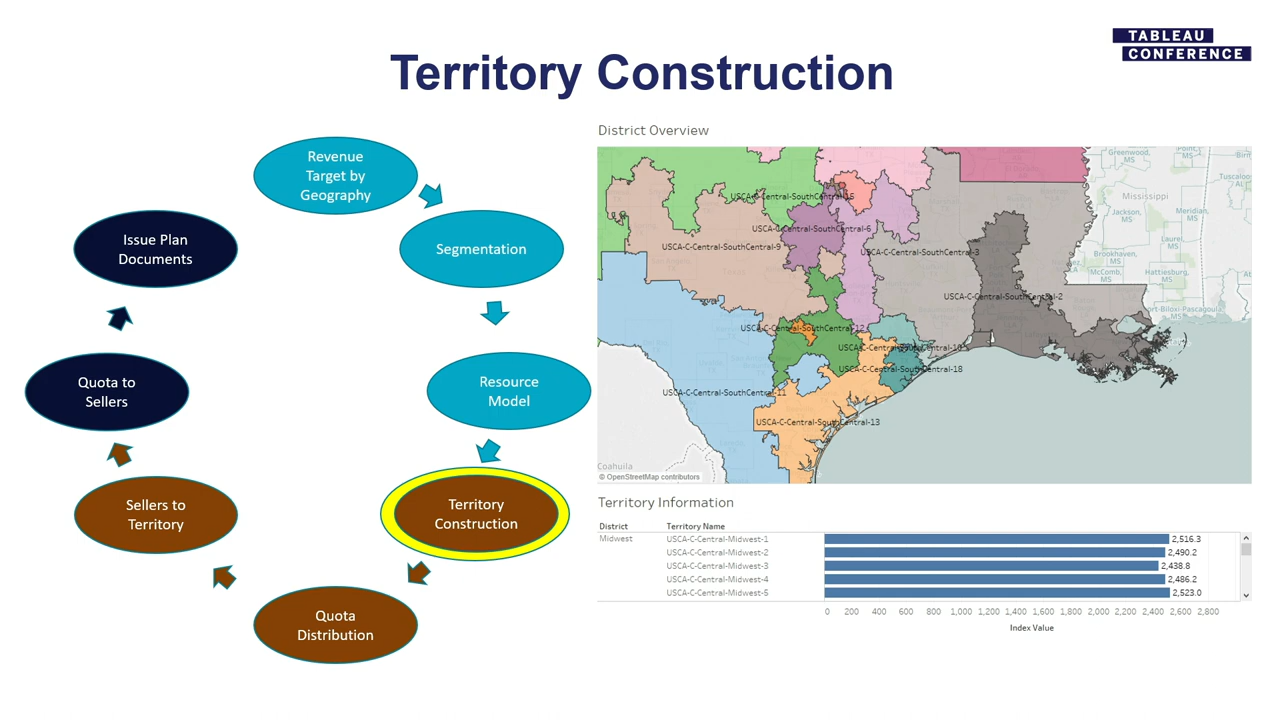 TABLEAU
CONFERENCE
Territory Construction
Revenue
Target by
Geography
Segmentation
Resource
Model
Territory
Construction
Quota
Distribution
Sellers to
Territory
Quota to
Sellers
Issue Plan
Documents
District Overview
Greenwood,
MS
Tuscaloo
AL
Mississippi
Jackson,
MS
Meridian,
MS
Laurel,
MS
Brookhaven,
MS
McComb,
MS
Hattiesburg,
MS
USCA-C-Central-SouthCentral-6
USCA-C-Central-SouthCentral-9
USCA-C-Central-SouthCentral-3
USCA-C-Central-SouthCentral-2
USCA-C-Central-SouthCentral-12
USCA-C-Central-SouthCentral-18
USCA-C-Central-SouthCentral-11
USCA-C-Central-SouthCentral-13
Coahuila
© OpenStreetMap contributors
Territory Information
District Territory Name
Midwest USCA-C-Central-Midwest-1 2,516.3
USCA-C-Central-Midwest-2 2,490.2
USCA-C-Central-Midwest-3 2,438.8
USCA-C-Central-Midwest-4 2,486.2
USCA-C-Central-Midwest-5 2,523.0
0 200 400 600 800 1,000 1,200 1,400 1,600 1,800 2,000 2,200 2,400 2,600 2,800
Index Value